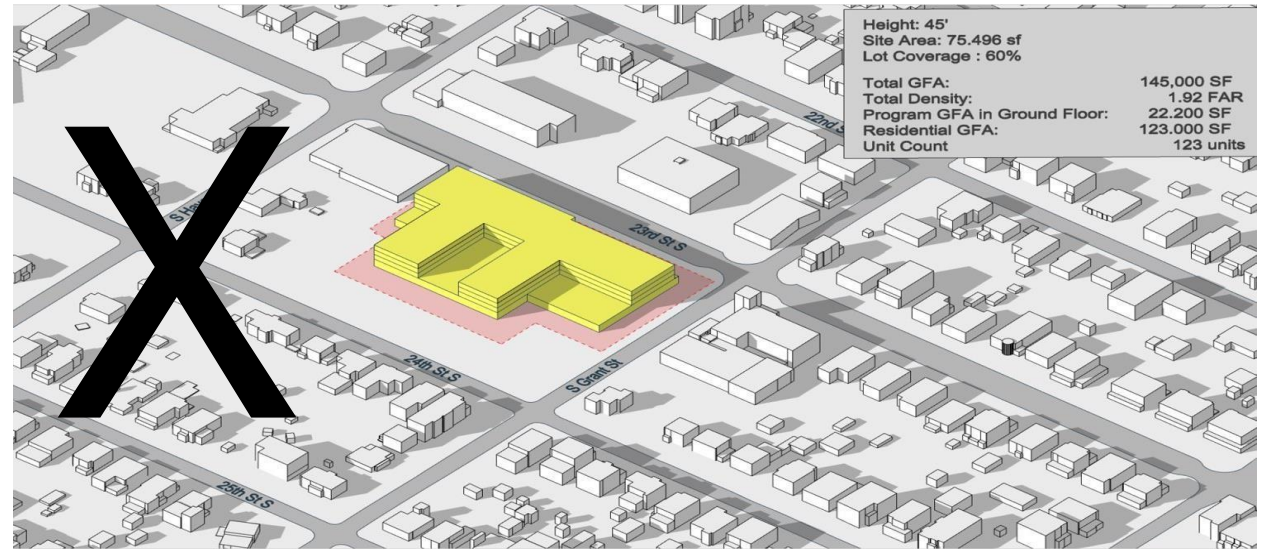 Height: 45'
Site Area: 75.496 sf
Lot Coverage : 60%
Total GFA: 145,000 SF
Total Density: 1.92 FAR
Program GFA in Ground Floor: 22.200 SF
Residential GFA: 123.000 SF
Unit Count 123 units
22nd S
23rd St S
S Ha
X
24th St S
S Grant St
25th St S